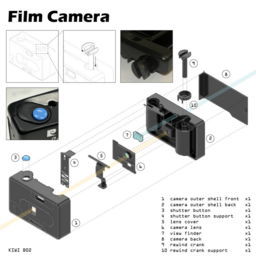 Film Camera
1 camera outer shell front x1
2 camera outer shell back x1
3 shutter button x1
4 shutter button support x1
5 lens cover x1
6 camera lens x1
7 view finder x1
8 camera back x1
9 rewind crank x1
10 rewind crank support x1